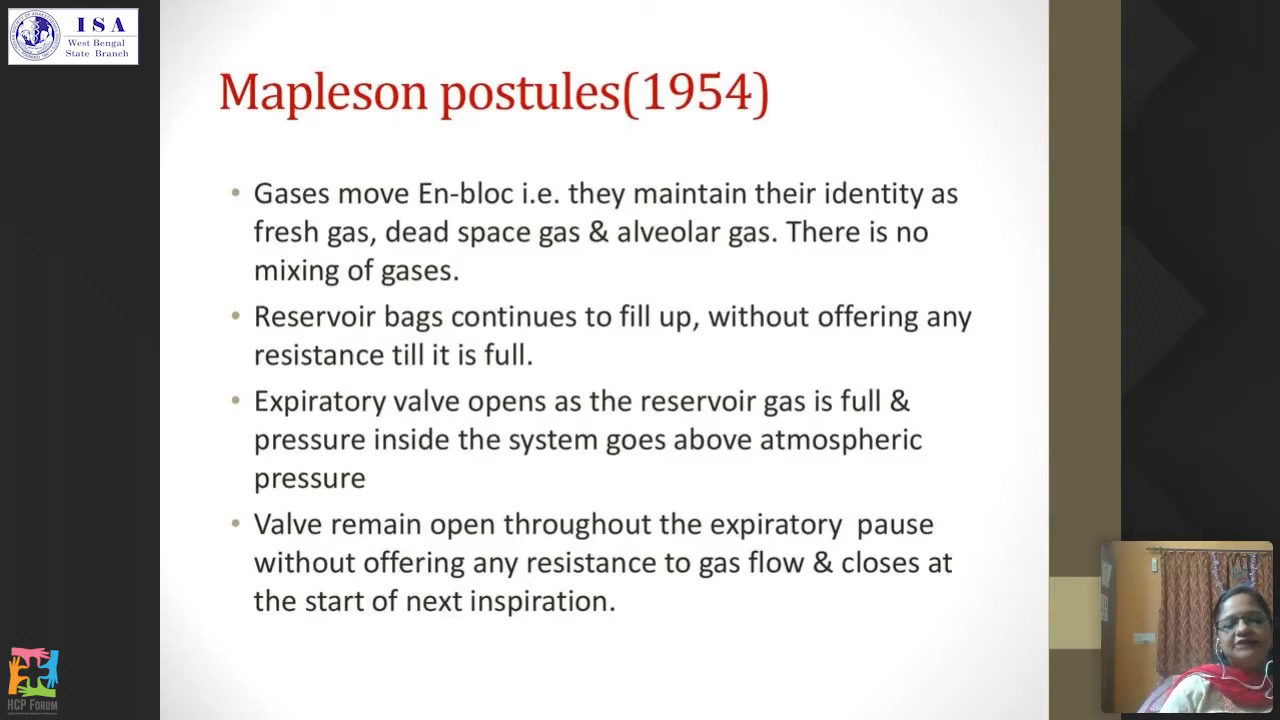 I S A
West Bengal
State Branch
Mapleson postules(1954)
• Gases move En-bloc i.e. they maintain their identity as
fresh gas, dead space gas & alveolar gas. There is no
mixing of gases.
• Reservoir bags continues to fill up, without offering any
resistance till it is full.
• Expiratory valve opens as the reservoir gas is full &
pressure inside the system goes above atmospheric
pressure
• Valve remain open throughout the expiratory pause
without offering any resistance to gas flow & closes at
the start of next inspiration.
HCP FORUM